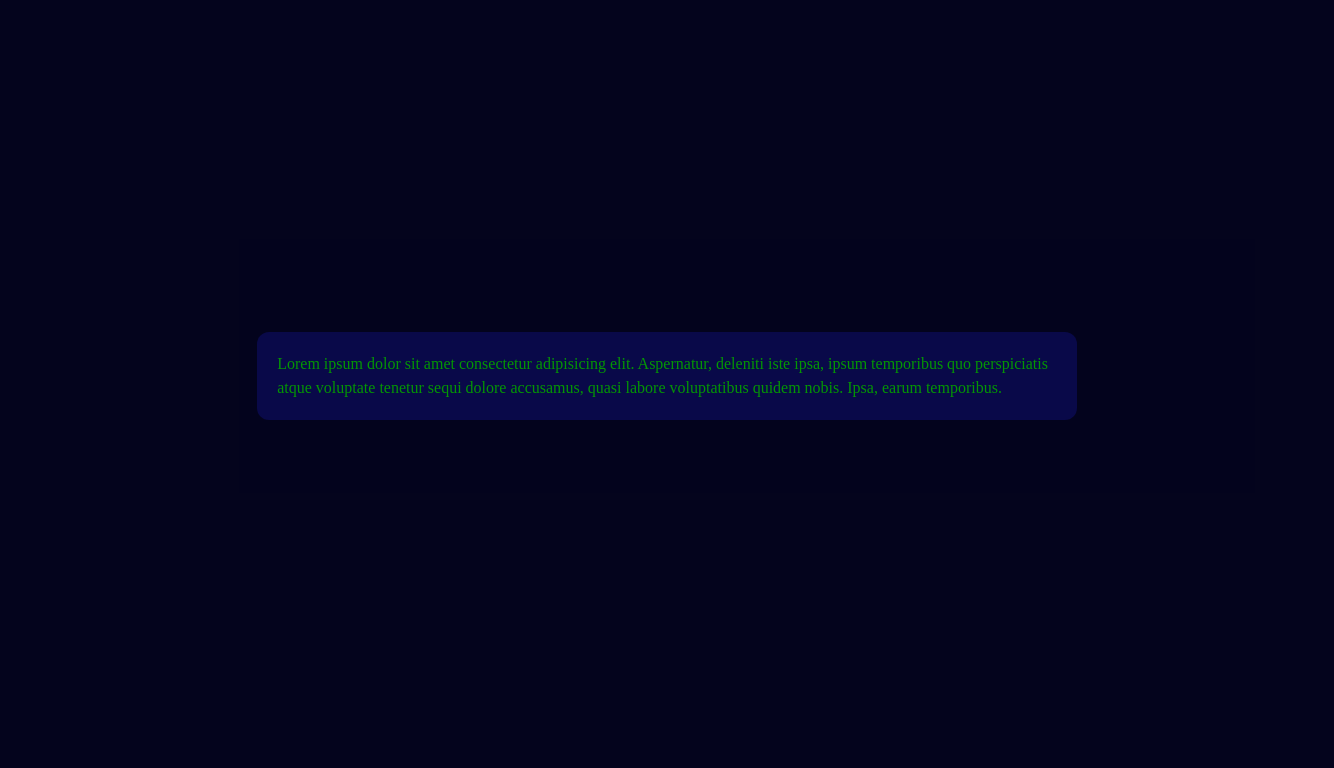 Lorem ipsum dolor sit amet consectetur adipisicing elit. Aspernatur, deleniti iste ipsa, ipsum temporibus quo perspiciatis
atque voluptate tenetur sequi dolore accusamus, quasi labore voluptatibus quidem nobis. Ipsa, earum temporibus.